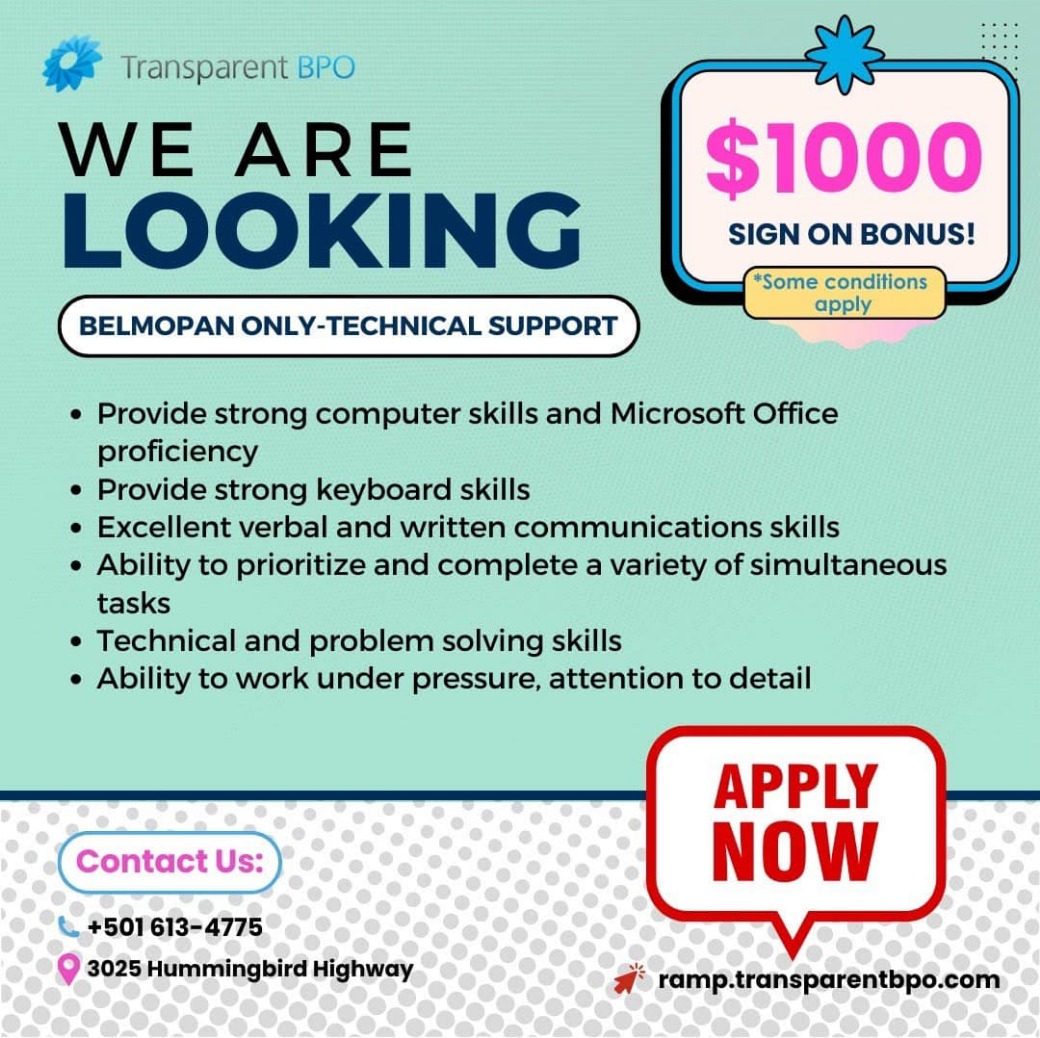 Transparent BPO
WE ARE
LOOKING
BELMOPAN ONLY-TECHNICAL SUPPORT
$1000
SIGN ON BONUS!
*Some conditions
apply
• Provide strong computer skills and Microsoft Office
proficiency
• Provide strong keyboard skills
• Excellent verbal and written communications skills
• Ability to prioritize and complete a variety of simultaneous
tasks
• Technical and problem solving skills
• Ability to work under pressure, attention to detail
APPLY
NOW
Contact Us:
+501 613-4775
3025 Hummingbird Highway
ramp.transparentbpo.com